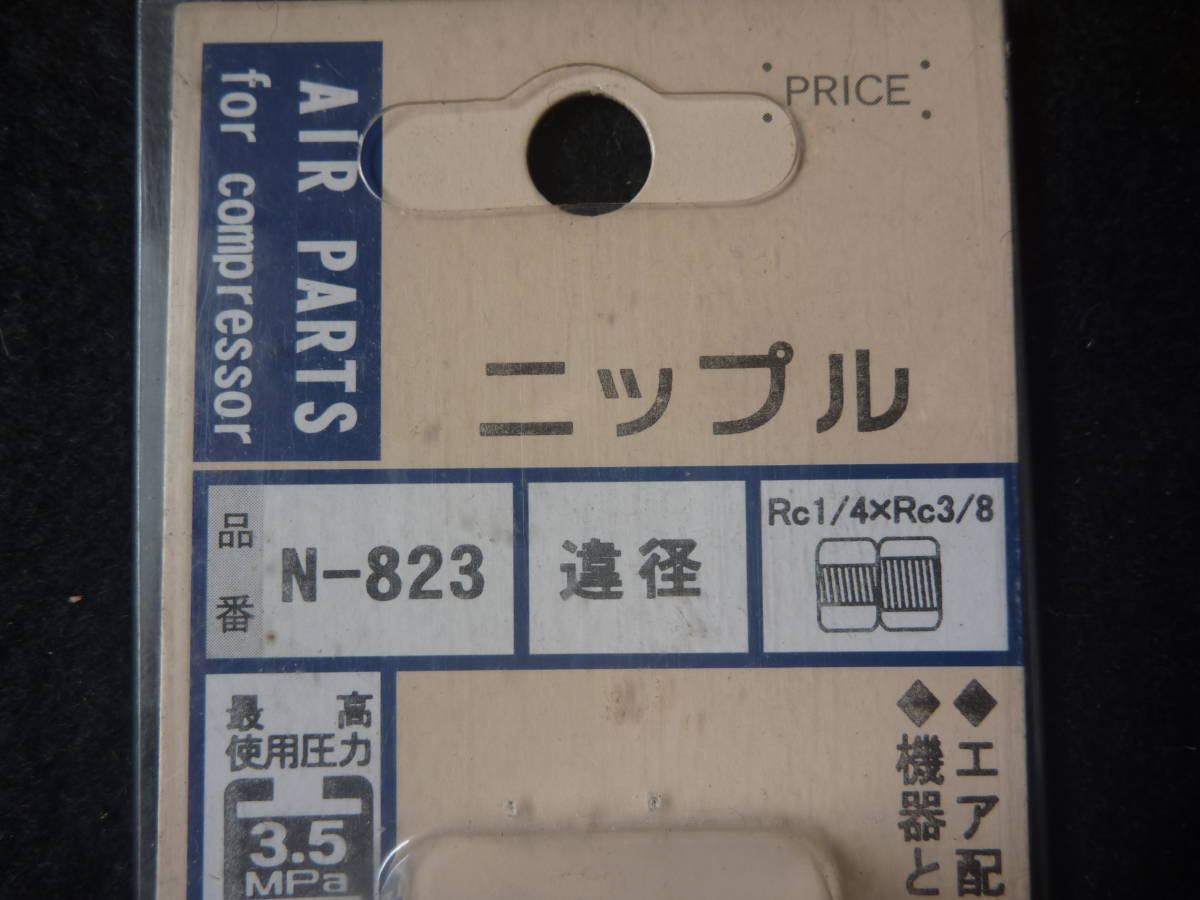 AIR PARTS
for compressor
PRICE
ニップル
品番
N-823
違径
Rc1/4×Rc3/8
最高
使用圧力
3.5
MPa
◆エア配
◆機器と